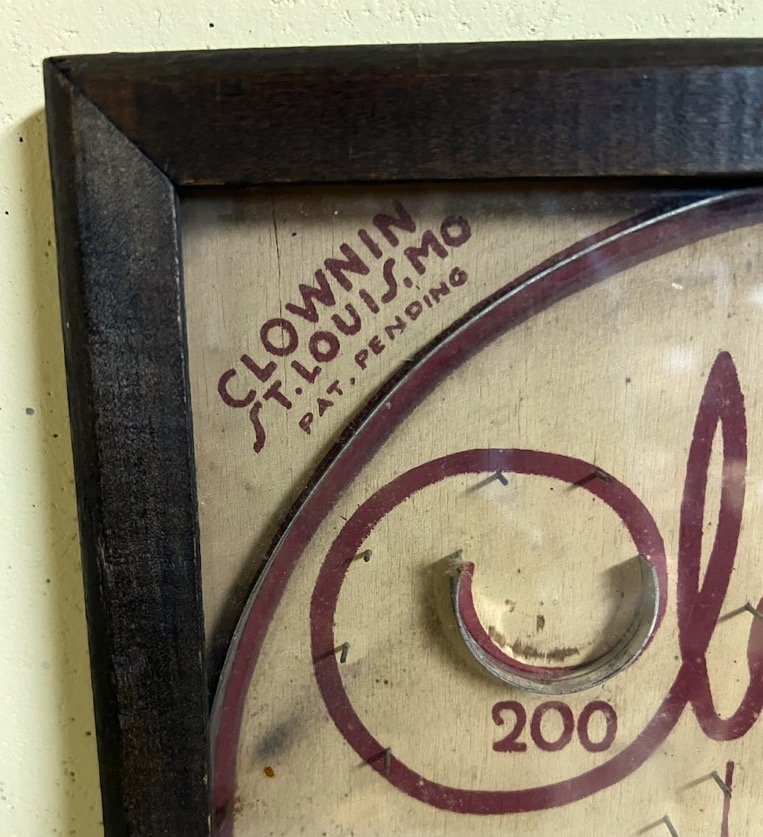 CLOWNIN
ST. LOUIS, MO
PAT. PENDING
200